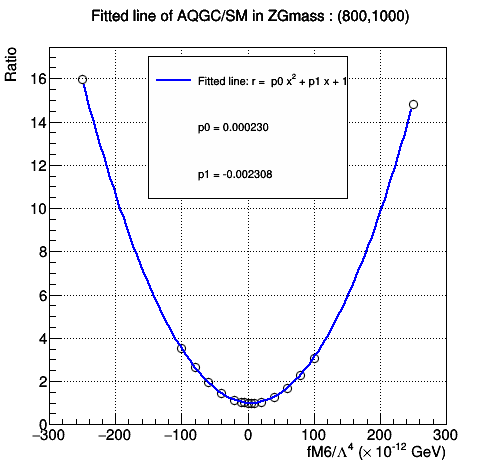 Fitted line of AQGC/SM in ZGmass : (800,1000)
Ratio
Fitted line: r = p0 x² + p1 x + 1
p0 = 0.000230
p1 = -0.002308
16
14
12
10
8
6
4
2
0
−300 −200 −100 0 100 200 300
fM6/Λ⁴ (× 10⁻¹² GeV)